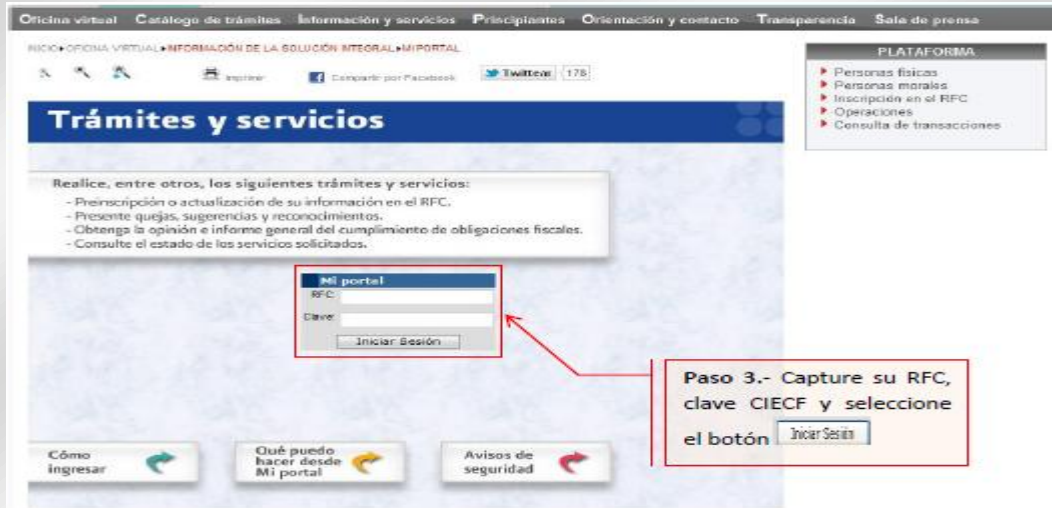 Oficina virtual Catálogo de trámites Información y servicios Principiantes Orientación y contacto Transparencia Sala de prensa
INICIO▸OFICINA VIRTUAL▸INFORMACIÓN DE LA SOLUCIÓN INTEGRAL▸MI PORTAL
Imprimir Compartir por Facebook Twittear 178
PLATAFORMA
Personas físicas
Personas morales
Inscripción en el RFC
Operaciones
Consulta de transacciones
Trámites y servicios
Realice, entre otros, los siguientes trámites y servicios:
- Preinscripción o actualización de su información en el RFC.
- Presente quejas, sugerencias y reconocimientos.
- Obtenga la opinión e informe general del cumplimiento de obligaciones fiscales.
- Consulte el estado de los servicios solicitados.
Mi portal
RFC:
Clave:
Iniciar Sesión
Paso 3.- Capture su RFC,
clave CIECF y seleccione
el botón Iniciar Sesión
Cómo
ingresar
Qué puedo
hacer desde
Mi portal
Avisos de
seguridad